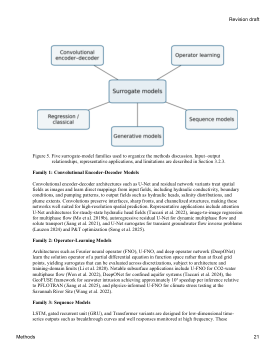 Revision draft
Convolutional
encoder–decoder
Operator learning
Surrogate models
Regression /
classical
Sequence models
Generative models
Figure 5. Five surrogate-model families used to organize the methods discussion. Input–output
relationships, representative applications, and limitations are described in Section 3.2.3.
Family 1: Convolutional Encoder-Decoder Models
Convolutional encoder-decoder architectures such as U-Net and residual network variants treat spatial
fields as images and learn direct mappings from input fields, including hydraulic conductivity, boundary
conditions, and pumping patterns, to output fields such as hydraulic heads, salinity distributions, and
plume extents. Convolutions preserve interfaces, sharp fronts, and channelized structures, making these
networks well suited for high-resolution spatial prediction. Representative applications include attention
U-Net architectures for steady-state hydraulic head fields (Taccari et al. 2022), image-to-image regression
for multiphase flow (Mo et al. 2019b), autoregressive residual U-Net for dynamic multiphase flow and
solute transport (Jiang et al. 2021), and U-Net surrogates for transient groundwater flow inverse problems
(Lauzon 2024) and P&T optimization (Song et al. 2025).
Family 2: Operator-Learning Models
Architectures such as Fourier neural operator (FNO), U-FNO, and deep operator network (DeepONet)
learn the solution operator of a partial differential equation in function space rather than at fixed grid
points, yielding surrogates that can be evaluated across discretizations, subject to architecture and
training-domain limits (Li et al. 2020). Notable subsurface applications include U-FNO for CO2-water
multiphase flow (Wen et al. 2022), DeepONet for confined aquifer systems (Taccari et al. 2024), the
GeoFUSE framework for seawater intrusion achieving approximately
speedup inference relative
to PFLOTRAN (Jiang et al. 2025), and physics-informed U-FNO for climate stress testing at the
Savannah River Site (Wang et al. 2022).
Family 3: Sequence Models
LSTM, gated recurrent unit (GRU), and Transformer variants are designed for low-dimensional time-
series outputs such as breakthrough curves and well responses monitored at high frequency. These
Methods
21